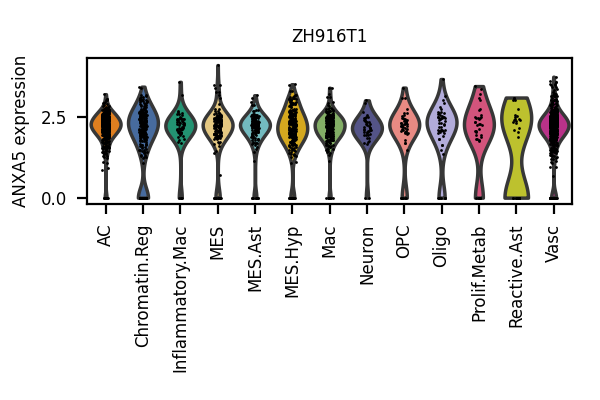 ZH916T1
ANXA5 expression
2.5
0.0
AC
Chromatin.Reg
Inflammatory.Mac
MES
MES.Ast
MES.Hyp
Mac
Neuron
OPC
Oligo
Prolif.Metab
Reactive.Ast
Vasc